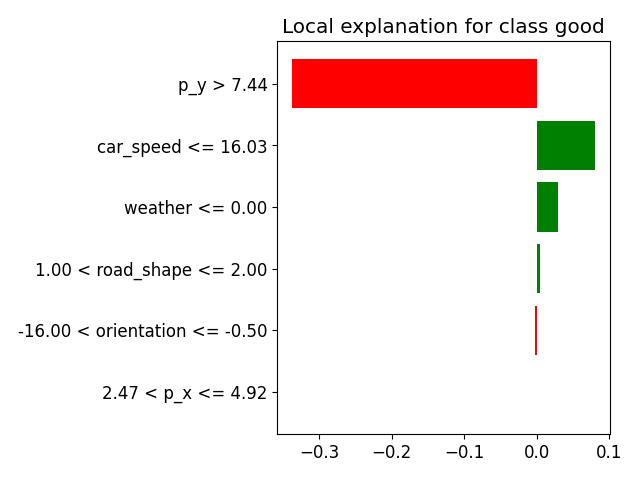 Local explanation for class good
p_y > 7.44
car_speed <= 16.03
weather <= 0.00
1.00 < road_shape <= 2.00
-16.00 < orientation <= -0.50
2.47 < p_x <= 4.92
−0.3 −0.2 −0.1 0.0 0.1